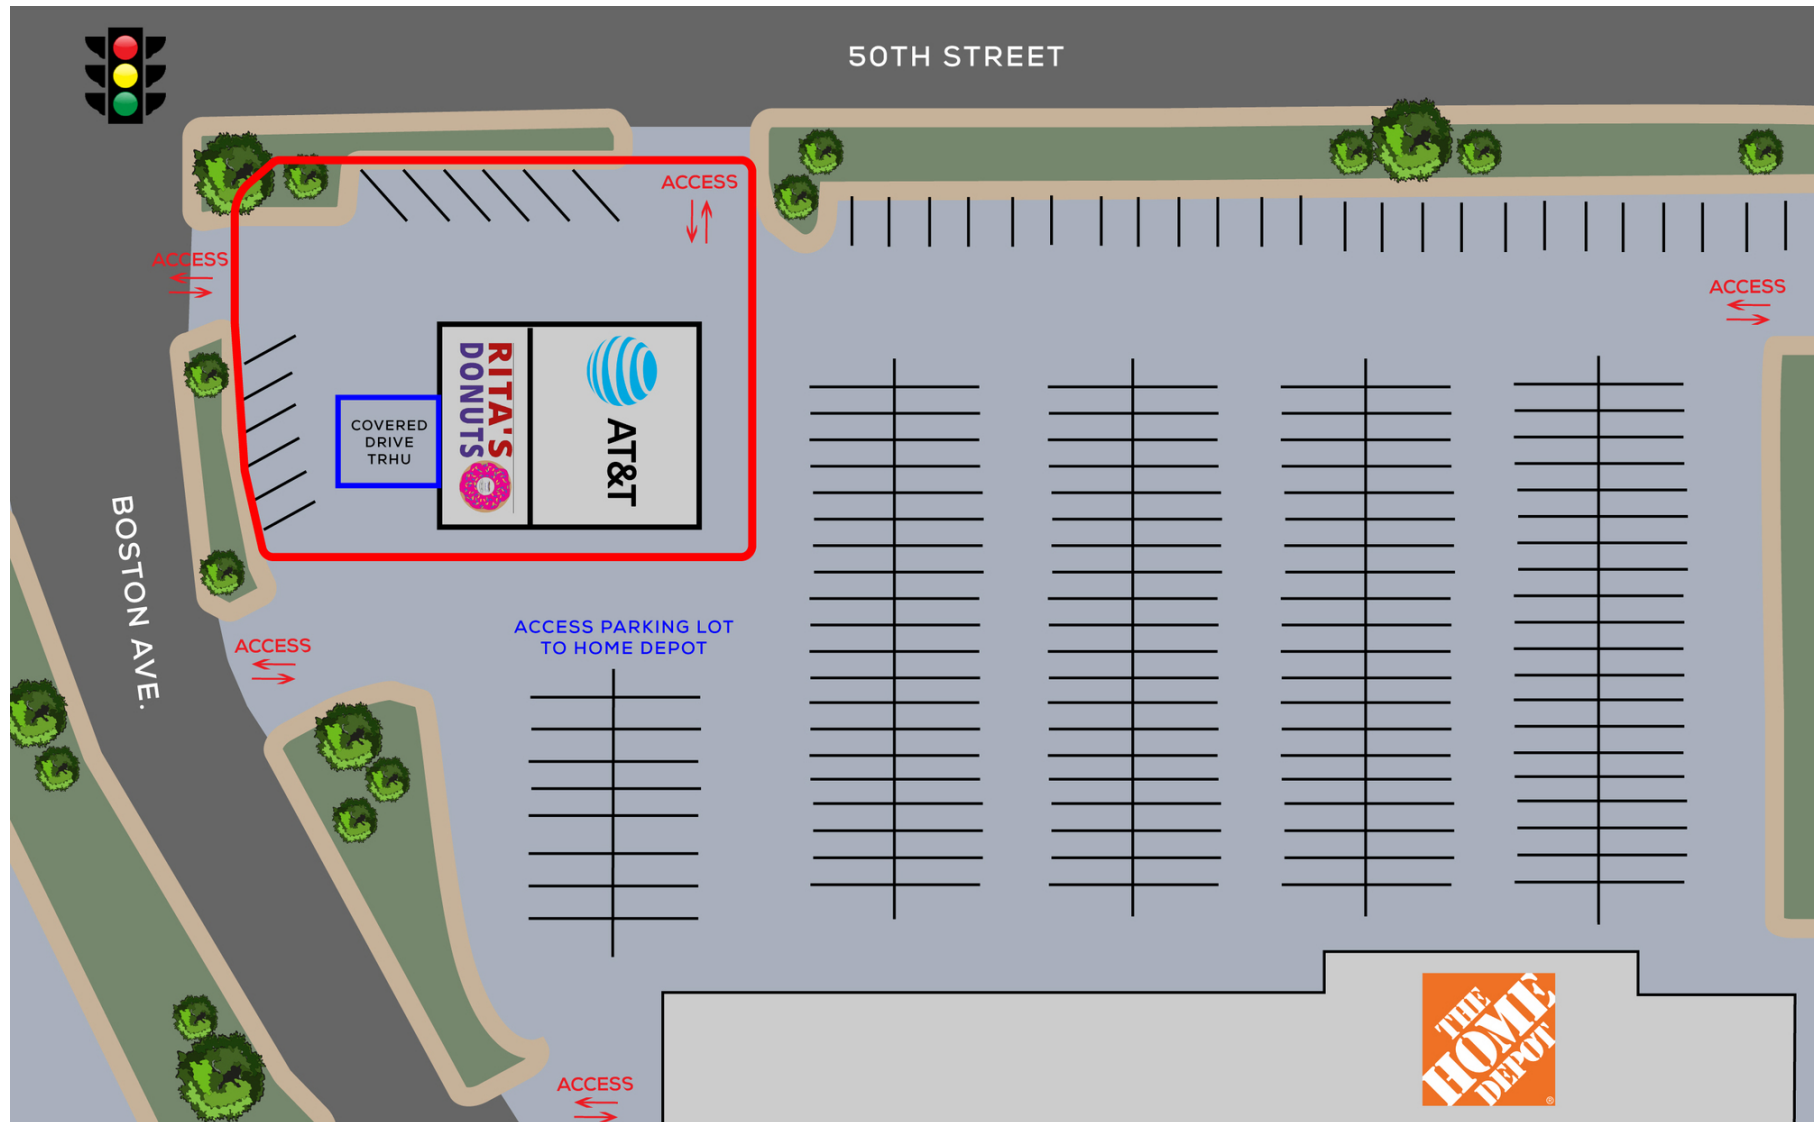 50TH STREET
ACCESS
ACCESS
ACCESS
RITA'S
DONUTS
AT&T
COVERED
DRIVE
TRHU
BOSTON AVE.
ACCESS PARKING LOT
TO HOME DEPOT
ACCESS
THE
HOME
DEPOT
®
ACCESS